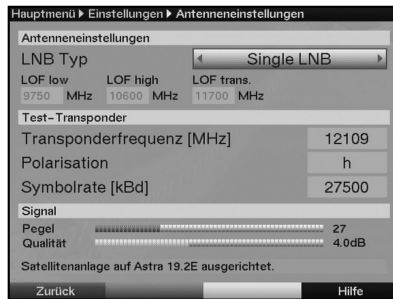 Hauptmenü ▶ Einstellungen ▶ Antenneneinstellungen
Antenneneinstellungen
LNB Typ Single LNB
LOF low LOF high LOF trans.
9750 MHz 10600 MHz 11700 MHz
Test-Transponder
Transponderfrequenz [MHz] 12109
Polarisation h
Symbolrate [kBd] 27500
Signal
Pegel 27
Qualität 4.0dB
Satellitenanlage auf Astra 19.2E ausgerichtet.
Zurück Hilfe